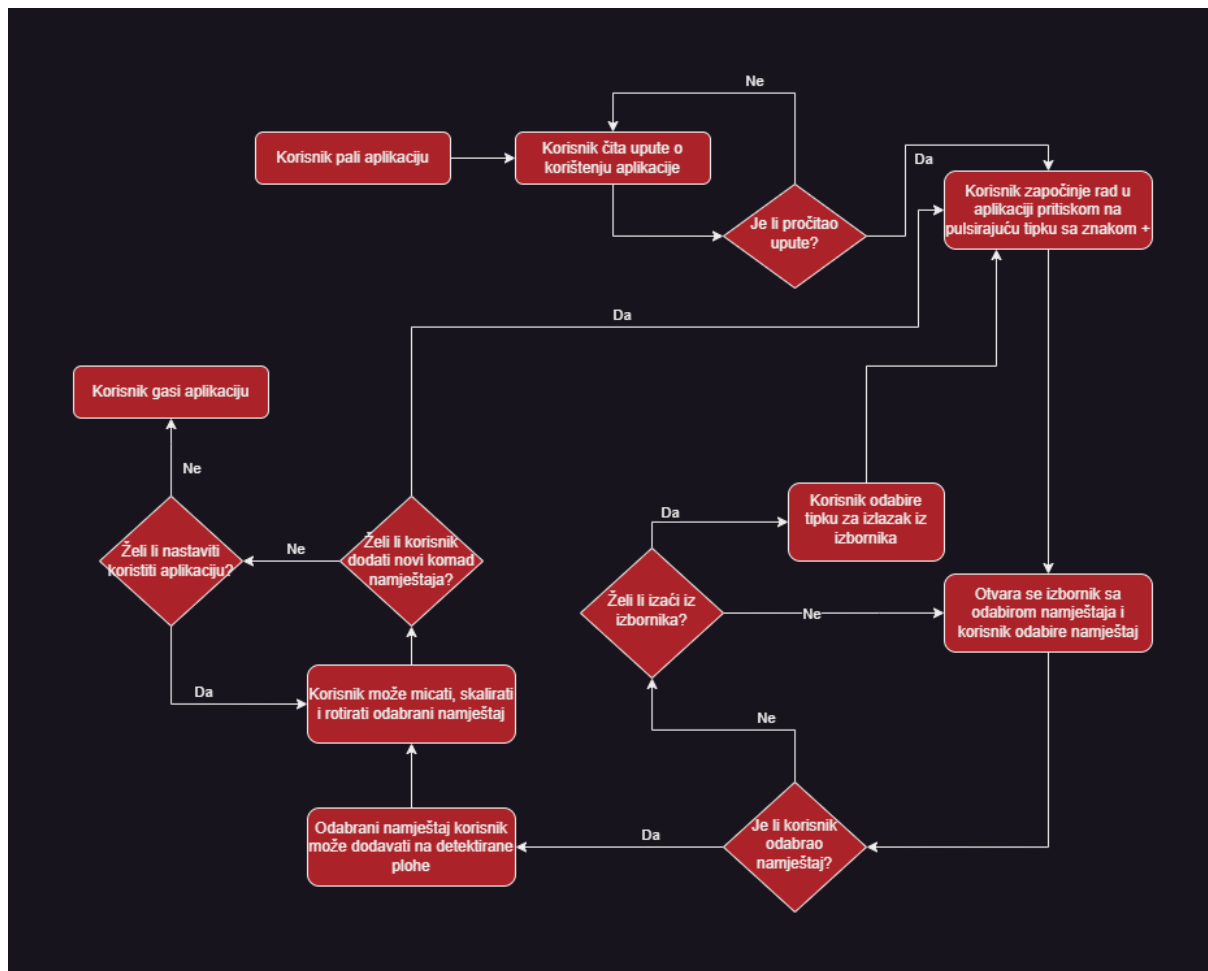 Ne
Korisnik pali aplikaciju
Korisnik čita upute o
korištenju aplikacije
Da
Je li pročitao
upute?
Korisnik započinje rad u
aplikaciji pritiskom na
pulsirajuću tipku sa znakom +
Da
Korisnik gasi aplikaciju
Ne
Korisnik odabire
tipku za izlazak iz
izbornika
Da
Želi li nastaviti
koristiti aplikaciju?
Ne
Želi li korisnik
dodati novi komad
namještaja?
Želi li izaći iz
izbornika?
Ne
Otvara se izbornik sa
odabirom namještaja i
korisnik odabire namještaj
Da
Korisnik može micati, skalirati
i rotirati odabrani namještaj
Ne
Odabrani namještaj korisnik
može dodavati na detektirane
plohe
Da
Je li korisnik
odabrao
namještaj?